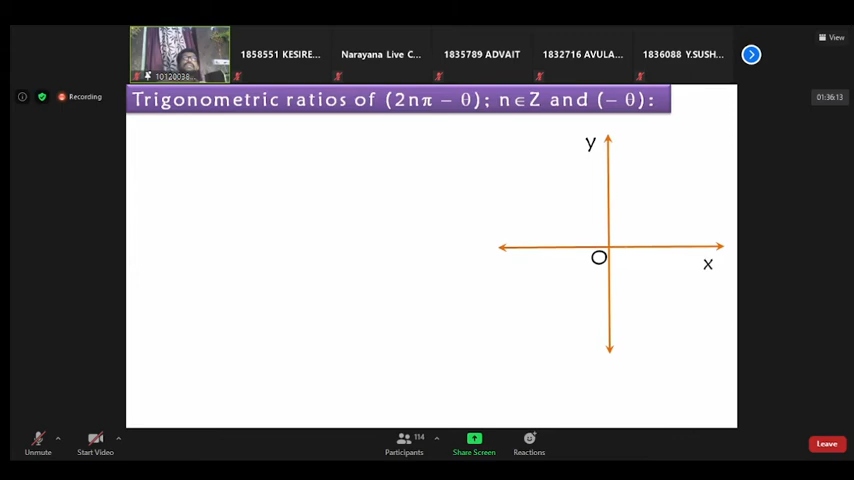 View
1858551 KESIRE...
Narayana Live C...
1835789 ADVAIT
1832716 AVULA...
1836088 Y.SUSH...
10120038...
Recording
01:36:13
Trigonometric ratios of (2nπ − θ); n∈Z and (− θ):
y
O
x
Unmute
Start Video
Participants
114
Share Screen
Reactions
Leave